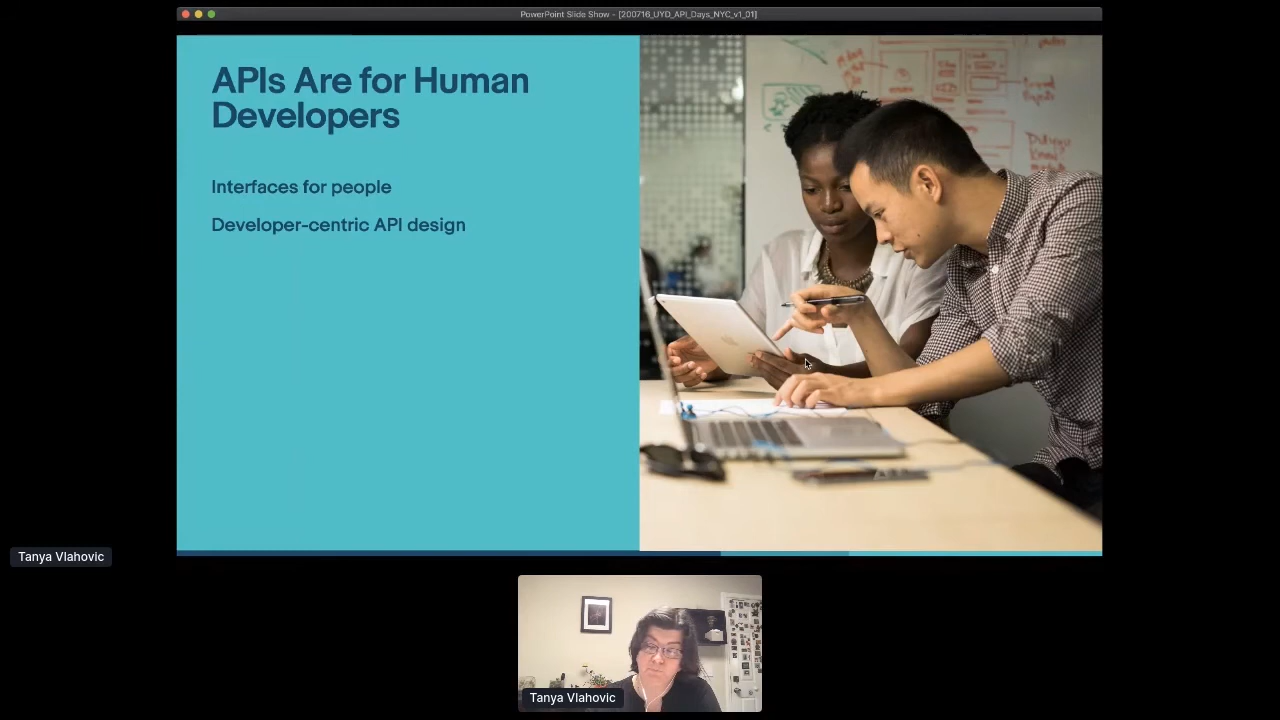 PowerPoint Slide Show - [200716_UYD_API_Days_NYC_v1_01]
APIs Are for Human
Developers
Interfaces for people
Developer-centric API design
Tanya Vlahovic
Tanya Vlahovic